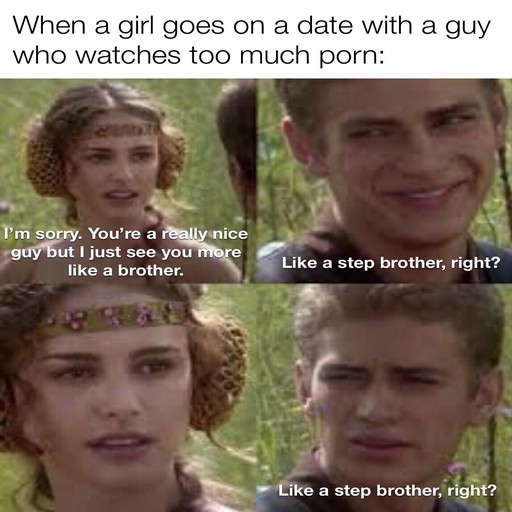 When a girl goes on a date with a guy
who watches too much porn:
I'm sorry. You're a really nice
guy but I just see you more
like a brother.
Like a step brother, right?
Like a step brother, right?